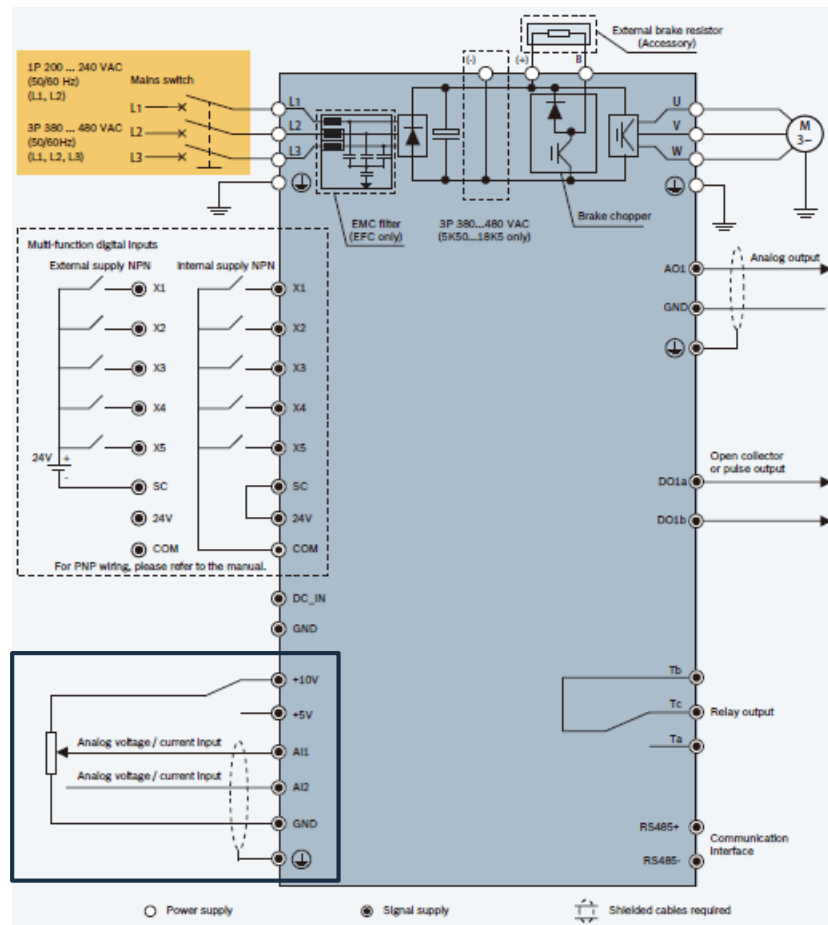 External brake resistor
(Accessory)
1P 200 ... 240 VAC
(50/60 Hz)
(L1, L2)
Mains switch
3P 380 ... 480 VAC
(50/60Hz)
(L1, L2, L3)
L1
L2
L3
(-)
(+)
B
L1
L2
L3
U
V
W
M
3~
EMC filter
(EFC only)
3P 380...480 VAC
(5K50...18K5 only)
Brake chopper
Multi-function digital inputs
External supply NPN
Internal supply NPN
X1
X2
X3
X4
X5
24V
+
-
SC
24V
COM
X1
X2
X3
X4
X5
SC
24V
COM
For PNP wiring, please refer to the manual.
AO1
Analog output
GND
Open collector
or pulse output
DO1a
DO1b
DC_IN
GND
+10V
+5V
Analog voltage / current input
AI1
Analog voltage / current input
AI2
GND
Tb
Tc
Relay output
Ta
RS485+
Communication
Interface
RS485-
Power supply
Signal supply
Shielded cables required